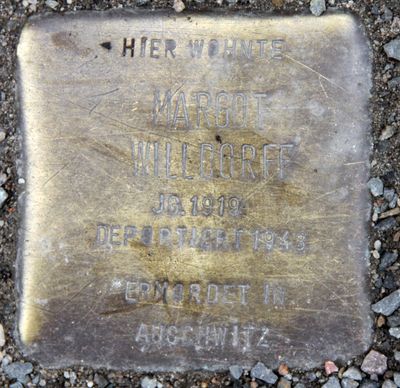 HIER WOHNTE
MARGOT
WILLDORFF
JG. 1919
DEPORTIERT 1943
ERMORDET IN
AUSCHWITZ